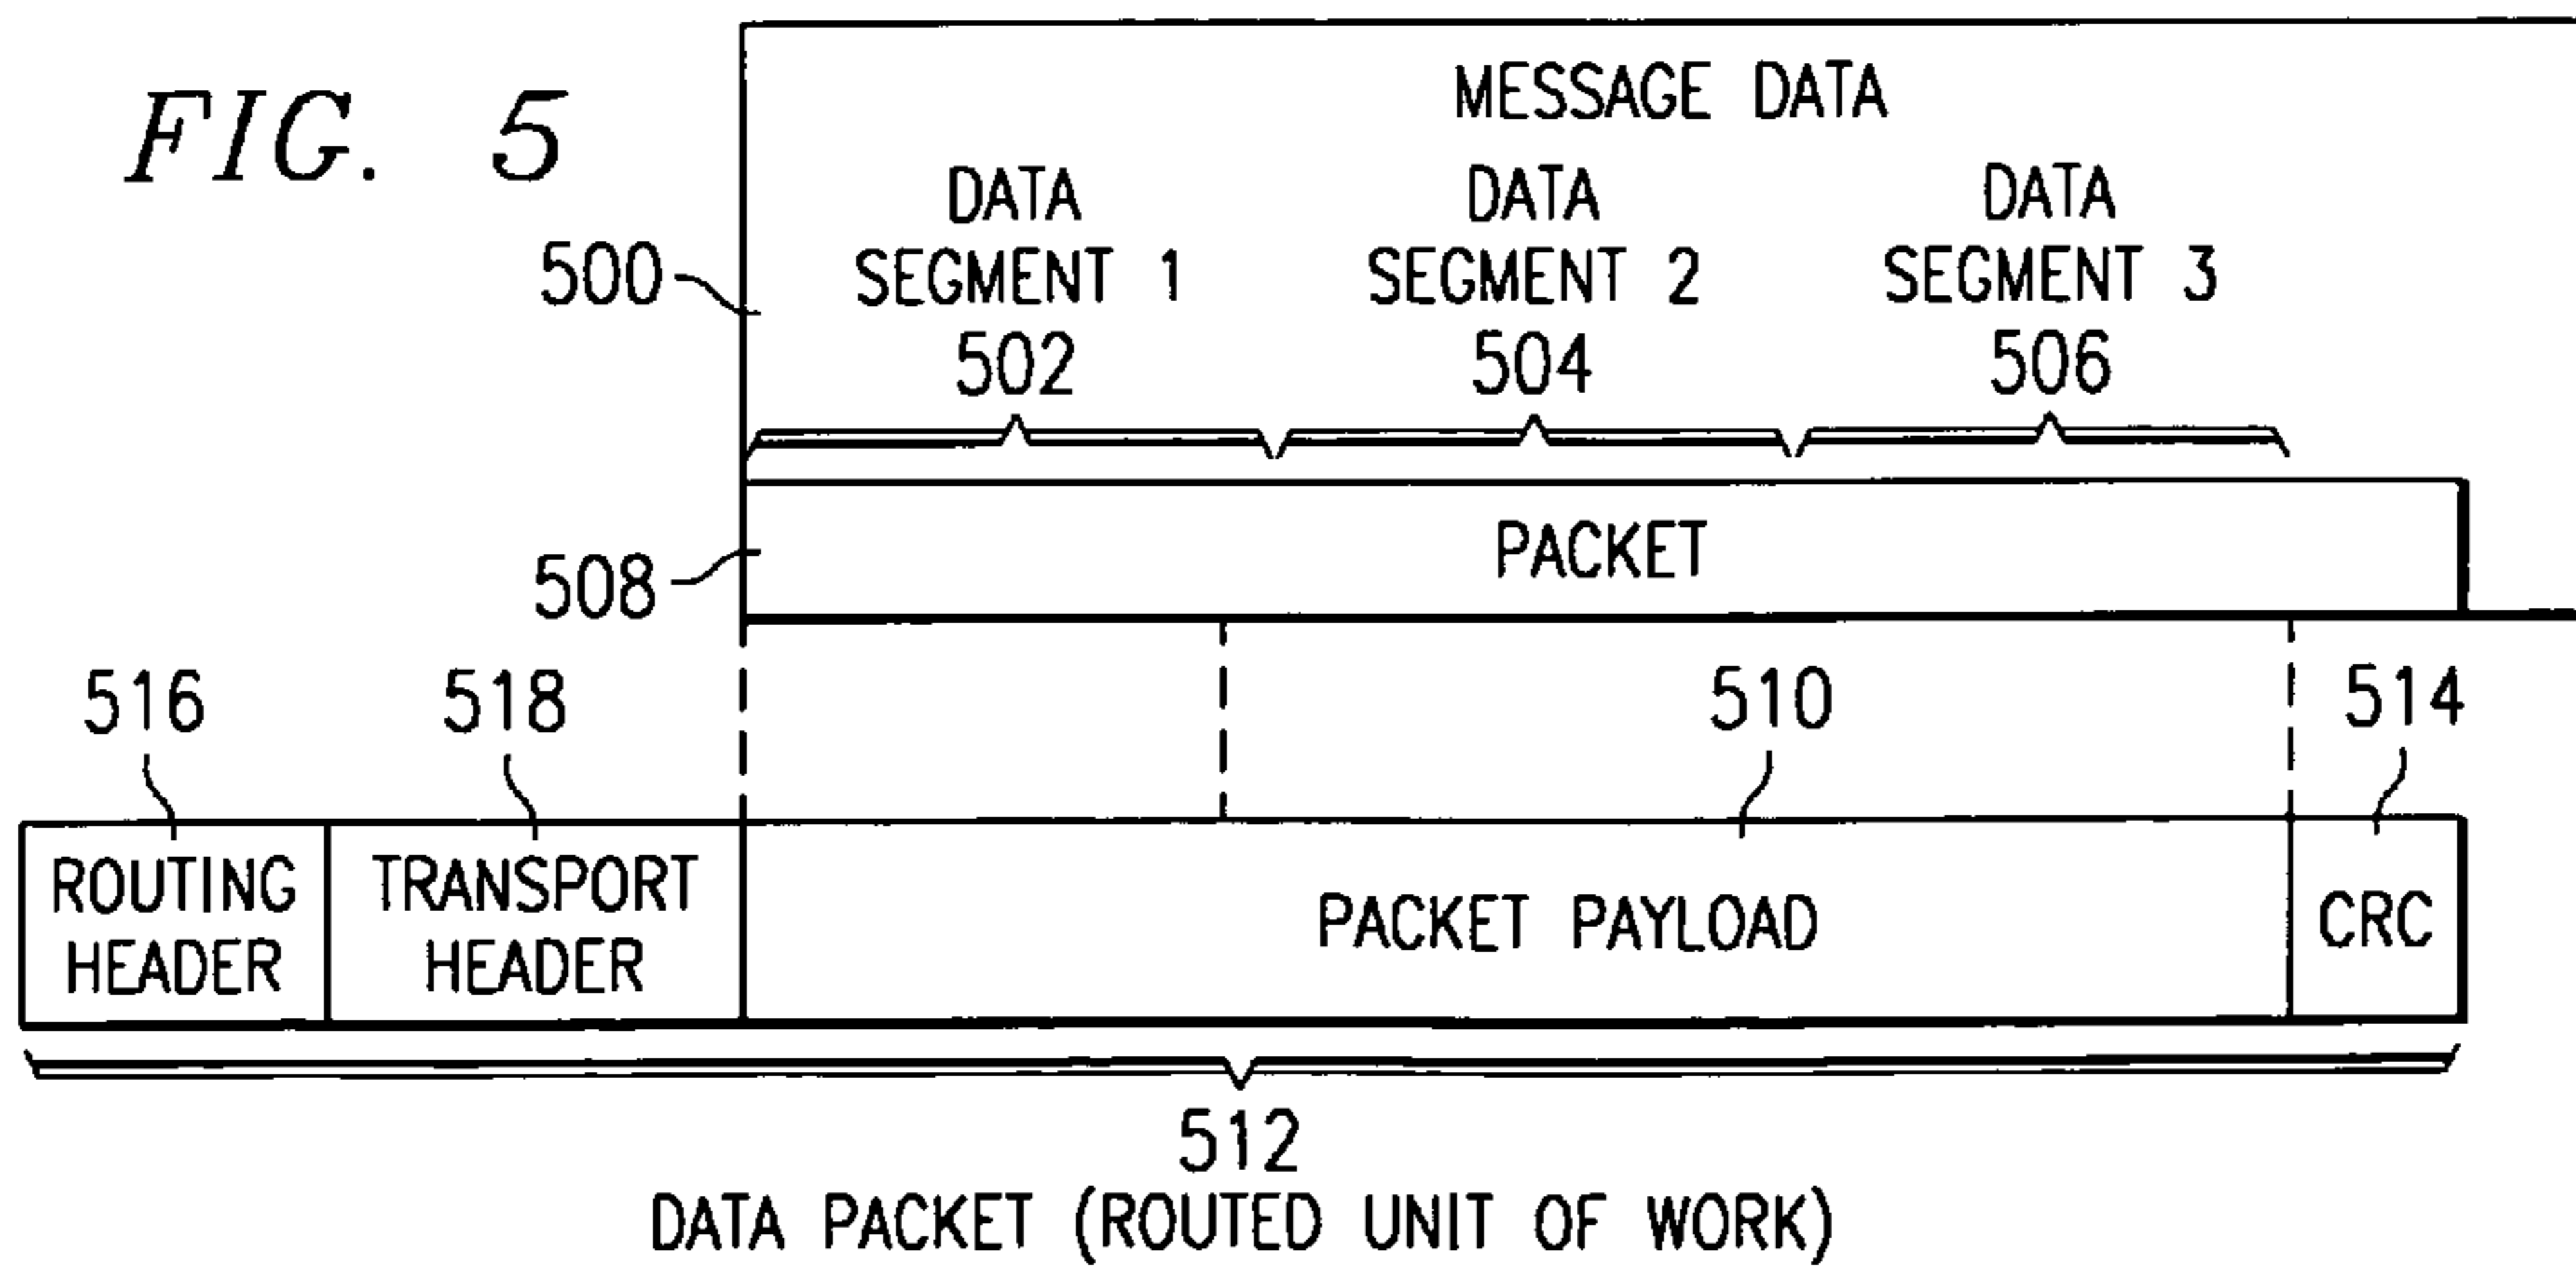 FIG. 5
MESSAGE DATA
DATA SEGMENT 1
502
DATA SEGMENT 2
504
DATA SEGMENT 3
506
500
PACKET
508
516
518
510
514
ROUTING HEADER
TRANSPORT HEADER
PACKET PAYLOAD
CRC
512
DATA PACKET (ROUTED UNIT OF WORK)